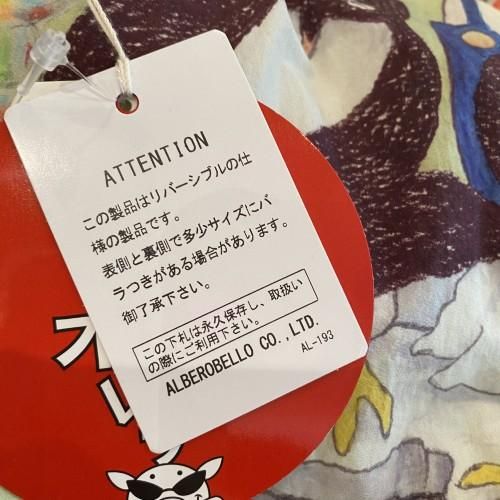 ATTENTION
この製品はリバーシブルの仕
様の製品です。
表側と裏側で多少サイズにバ
ラつきがある場合があります。
御了承下さい。
この下札は永久保存し、取扱い
の際にご利用下さい。
ALBEROBELLO CO.,LTD.
AL-193